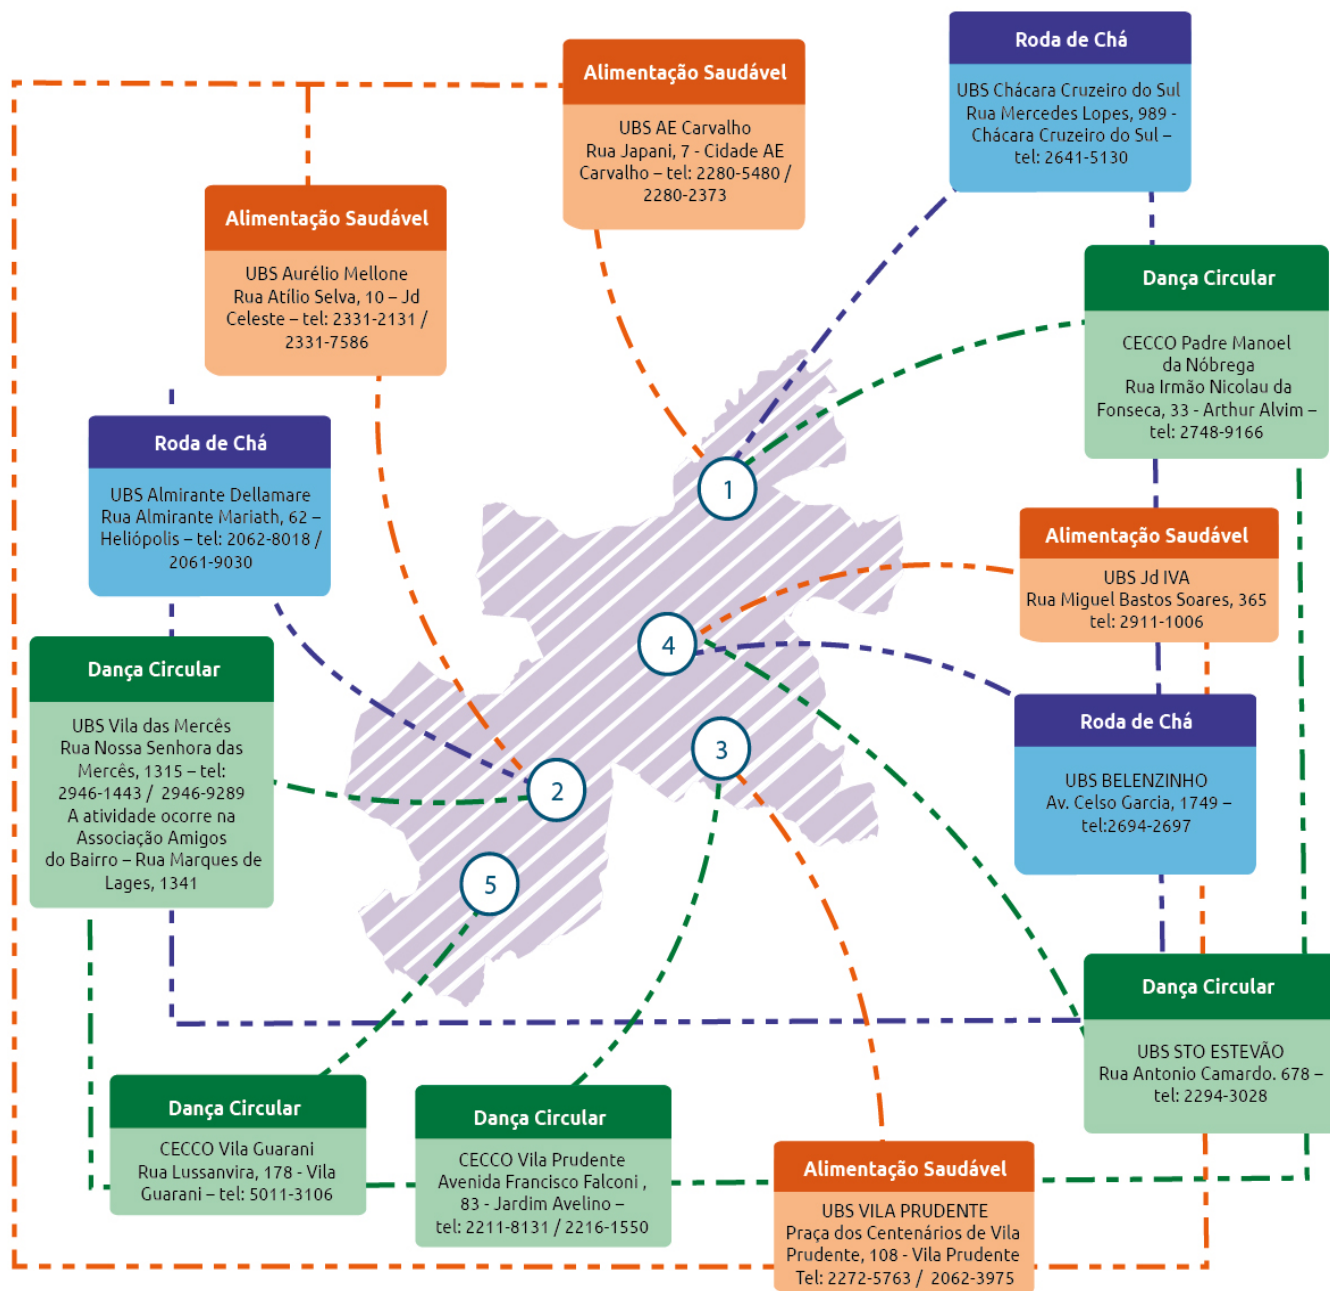 Roda de Chá
UBS Chácara Cruzeiro do Sul
Rua Mercedes Lopes, 989 -
Chácara Cruzeiro do Sul –
tel: 2641-5130
Alimentação Saudável
UBS AE Carvalho
Rua Japani, 7 - Cidade AE
Carvalho – tel: 2280-5480 /
2280-2373
Alimentação Saudável
UBS Aurélio Mellone
Rua Atílio Selva, 10 – Jd
Celeste – tel: 2331-2131 /
2331-7586
Dança Circular
CECCO Padre Manoel
da Nóbrega
Rua Irmão Nicolau da
Fonseca, 33 - Arthur Alvim –
tel: 2748-9166
Roda de Chá
UBS Almirante Dellamare
Rua Almirante Mariath, 62 –
Heliópolis – tel: 2062-8018 /
2061-9030
1
Alimentação Saudável
UBS Jd IVA
Rua Miguel Bastos Soares, 365
tel: 2911-1006
4
Dança Circular
UBS Vila das Mercês
Rua Nossa Senhora das
Mercês, 1315 – tel:
2946-1443 / 2946-9289
A atividade ocorre na
Associação Amigos
do Bairro – Rua Marques de
Lages, 1341
3
2
Roda de Chá
UBS BELENZINHO
Av. Celso Garcia, 1749 –
tel:2694-2697
5
Dança Circular
UBS STO ESTEVÃO
Rua Antonio Camardo. 678 –
tel: 2294-3028
Dança Circular
CECCO Vila Guarani
Rua Lussanvira, 178 - Vila
Guarani – tel: 5011-3106
Dança Circular
CECCO Vila Prudente
Avenida Francisco Falconi ,
83 - Jardim Avelino –
tel: 2211-8131 / 2216-1550
Alimentação Saudável
UBS VILA PRUDENTE
Praça dos Centenários de Vila
Prudente, 108 - Vila Prudente
Tel: 2272-5763 / 2062-3975